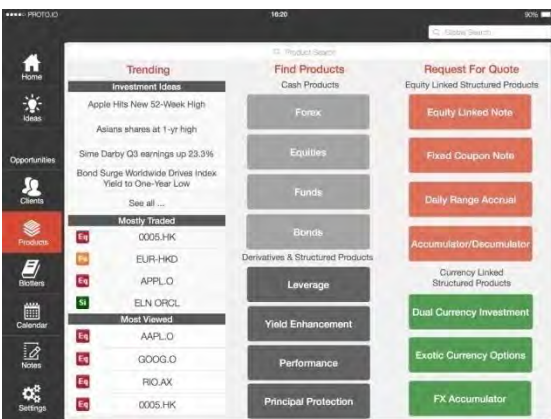 PROTO.IO
16:20
90%
Global Search
Product Search
Home
Ideas
Opportunities
Clients
Products
Blotters
Calendar
Notes
Settings
Trending
Investment Ideas
Apple Hits New 52-Week High
Asians shares at 1-yr high
Sime Darby Q3 earnings up 23.3%
Bond Surge Worldwide Drives Index
Yield to One-Year Low
See all ...
Mostly Traded
Eq 0005.HK
Fx EUR-HKD
Eq APPL.O
SI ELN ORCL
Most Viewed
Eq AAPL.O
Eq GOOG.O
Eq RIO.AX
Eq 0005.HK
Find Products
Cash Products
Forex
Equities
Funds
Bonds
Derivatives & Structured Products
Leverage
Yield Enhancement
Performance
Principal Protection
Request For Quote
Equity Linked Structured Products
Equity Linked Note
Fixed Coupon Note
Daily Range Accrual
Accumulator/Decumulator
Currency Linked
Structured Products
Dual Currency Investment
Exotic Currency Options
FX Accumulator